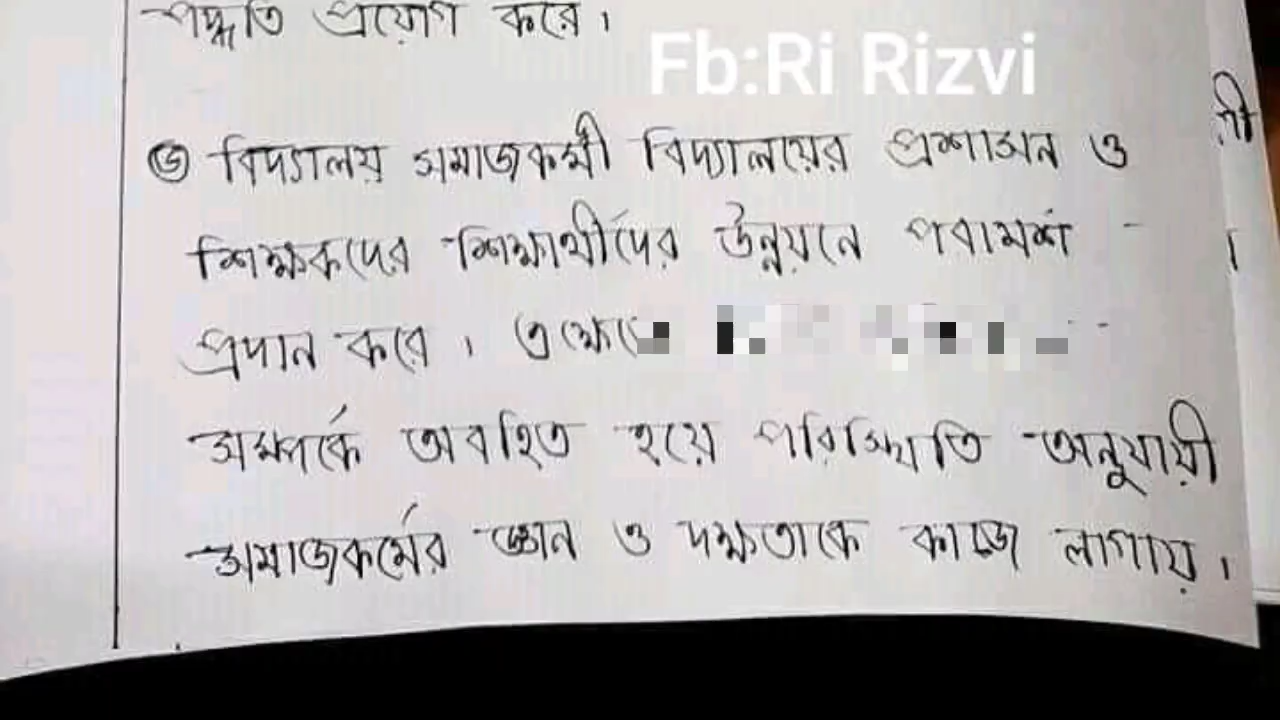 পদ্ধতি প্রয়োগ করে।
Fb:Ri Rizvi
৬ বিদ্যালয় সমাজকর্মী বিদ্যালয়ের প্রশাসন ও
শিক্ষকদের শিক্ষার্থীদের উন্নয়নে পরামর্শ -
প্রদান করে। এক্ষেত্রে
সম্পর্কে অবহিত হয়ে পরিস্থিতি অনুযায়ী
সমাজকর্মের জ্ঞান ও দক্ষতাকে কাজে লাগায়।